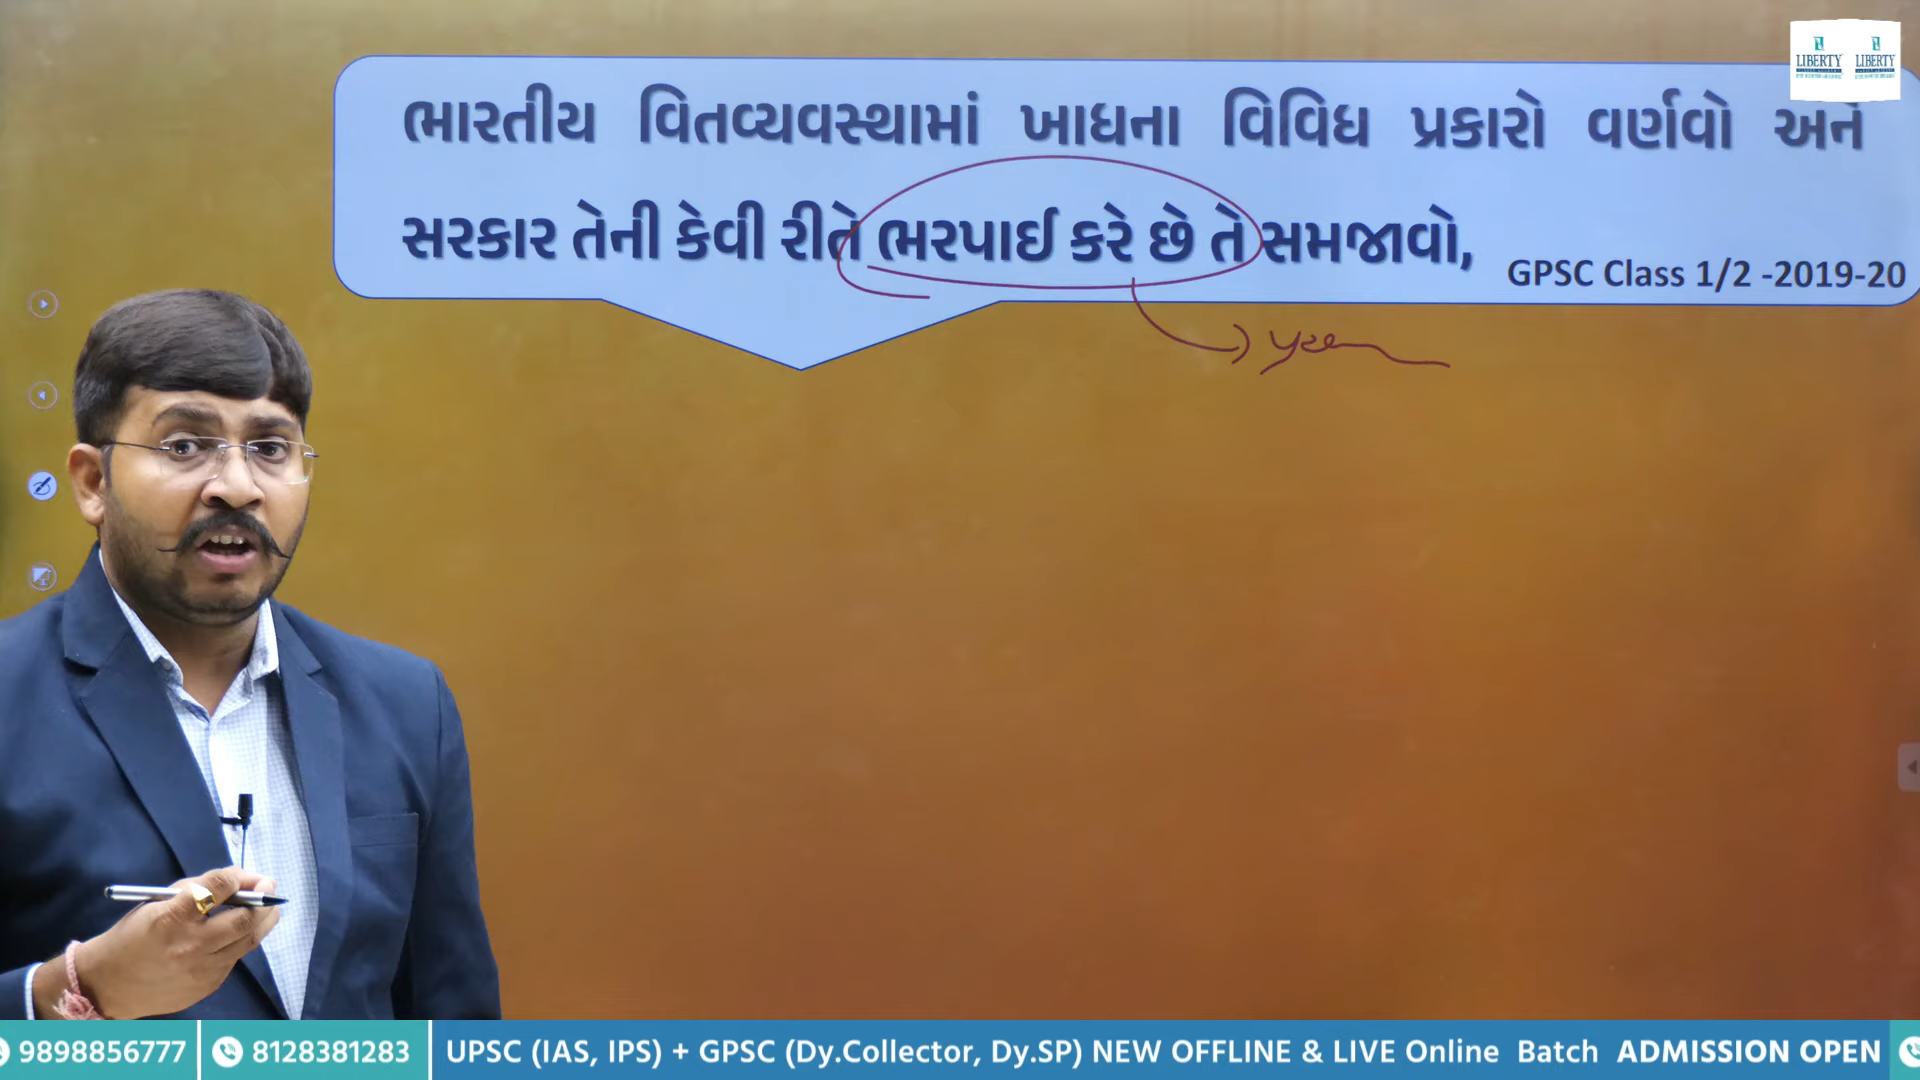 LIBERTY LIBERTY
ભારતીય વિતવ્યવસ્થામાં ખાધના વિવિધ પ્રકારો વર્ણવો અને
સરકાર તેની કેવી રીતે ભરપાઈ કરે છે તે સમજાવો,
GPSC Class 1/2 -2019-20
9898856777 8128381283 UPSC (IAS, IPS) + GPSC (Dy.Collector, Dy.SP) NEW OFFLINE & LIVE Online Batch ADMISSION OPEN